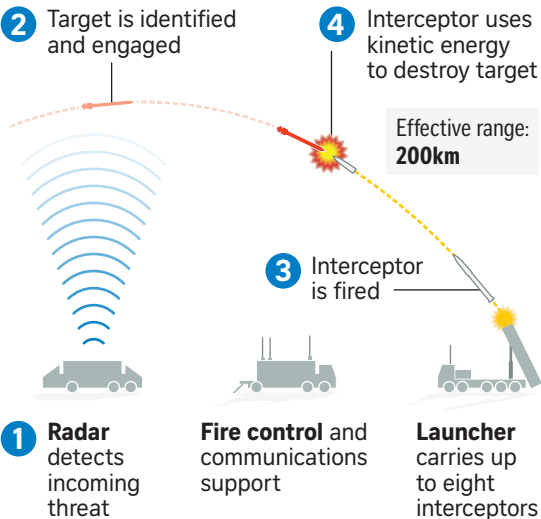 2 Target is identified
and engaged
4 Interceptor uses
kinetic energy
to destroy target
Effective range:
200km
3 Interceptor
is fired
1 Radar
detects
incoming
threat
Fire control and
communications
support
Launcher
carries up
to eight
interceptors